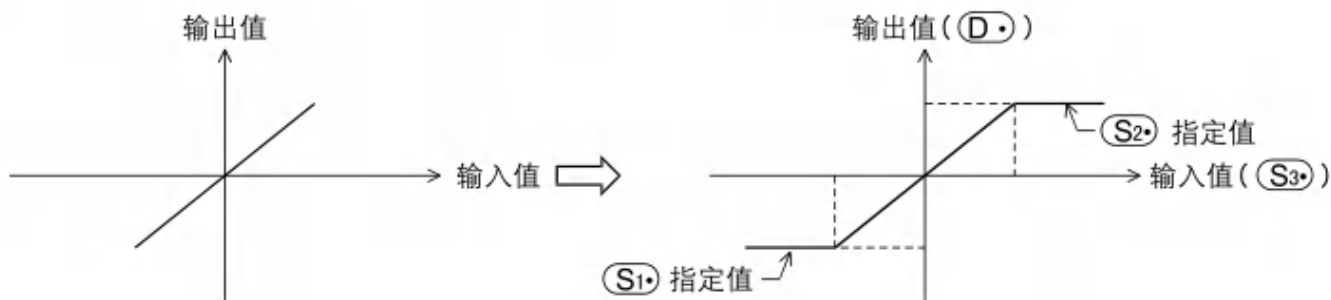 输出值
输出值(D•)
S2• 指定值
输入值
输入值(S3•)
S1• 指定值